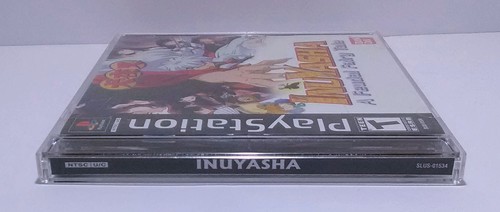 INUYASHA
A Feudal Fairy Tale
PlayStation
TEEN
T
NTSC U/C
INUYASHA
SLUS-01534